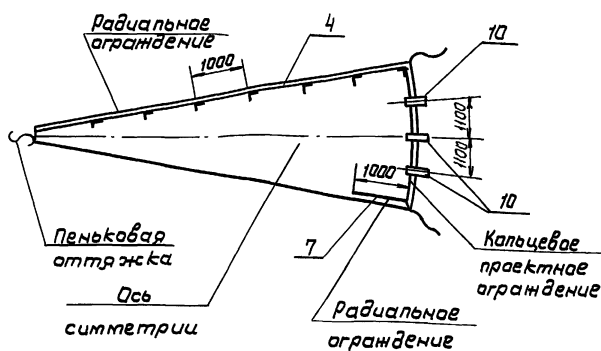 Радиальное
ограждение
4
10
1000
1100
1100
1000
10
7
Пеньковая
оттяжка
Кольцевое
проектное
ограждение
Ось
симметрии
Радиальное
ограждение